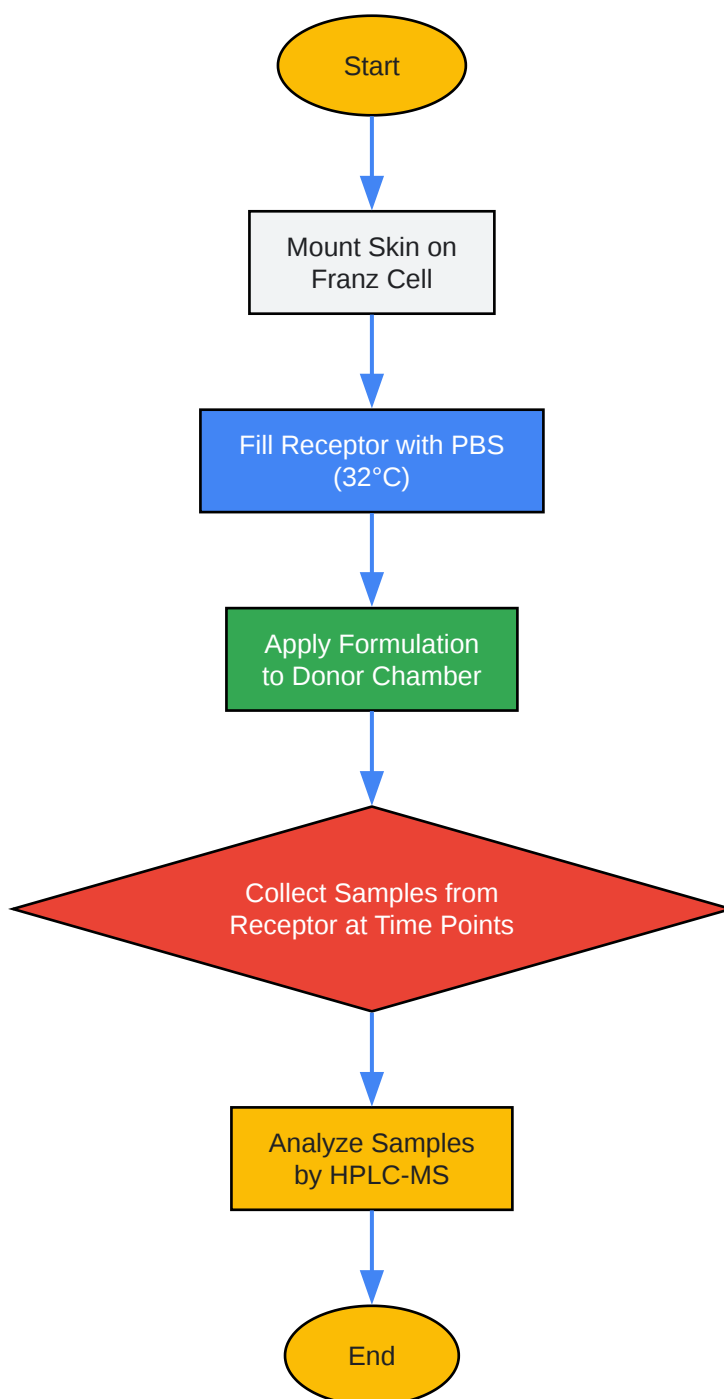 Start
Mount Skin on
Franz Cell
Fill Receptor with PBS
(32°C)
Apply Formulation
to Donor Chamber
Collect Samples from
Receptor at Time Points
Analyze Samples
by HPLC-MS
End